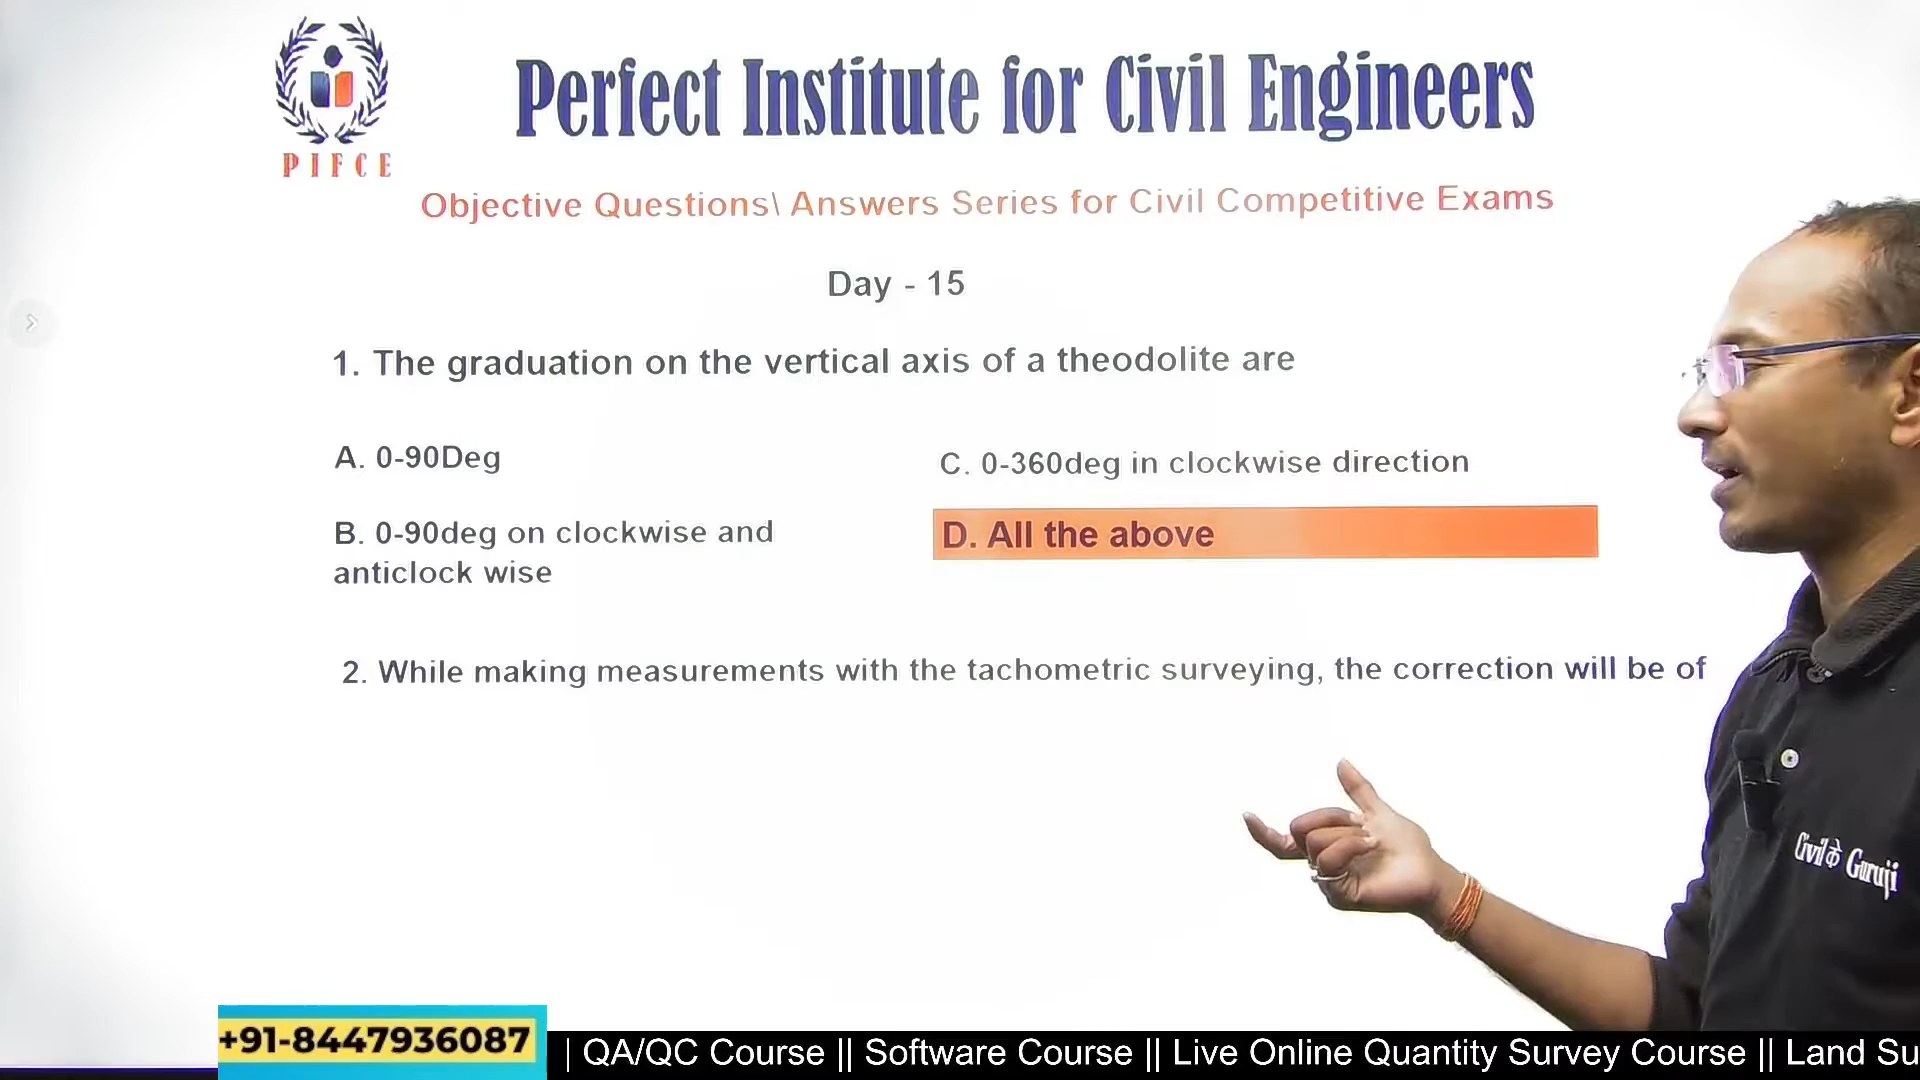 Perfect Institute for Civil Engineers
PIFCE
Objective Questions\ Answers Series for Civil Competitive Exams
Day - 15
1. The graduation on the vertical axis of a theodolite are
A. 0-90Deg
C. 0-360deg in clockwise direction
B. 0-90deg on clockwise and
anticlock wise
D. All the above
2. While making measurements with the tachometric surveying, the correction will be of
Civil के Guruji
+91-8447936087
| QA/QC Course || Software Course || Live Online Quantity Survey Course || Land Su